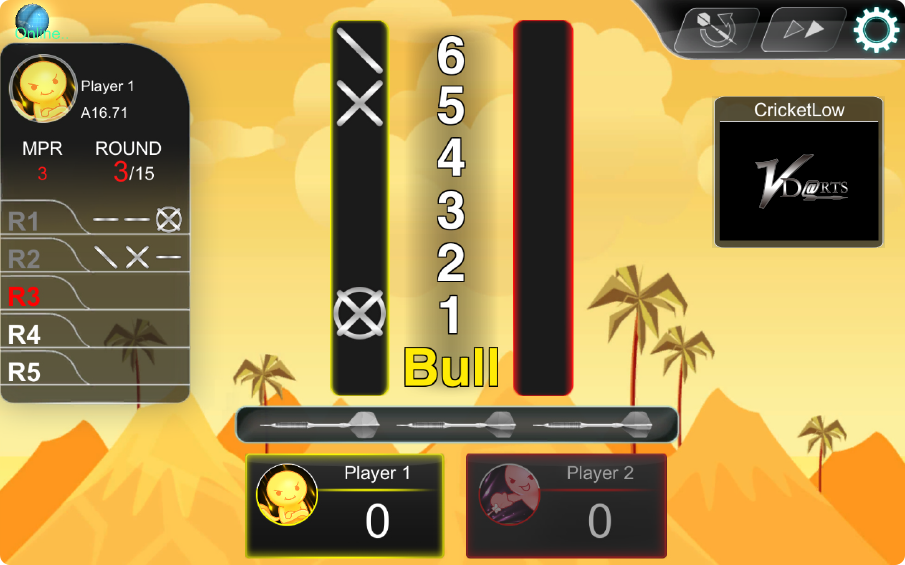 Online
Player 1
A16.71
MPR ROUND
3 3/15
R1
R2
R3
R4
R5
6
5
4
3
2
1
Bull
CricketLow
VD@RTS
Player 1
0
Player 2
0